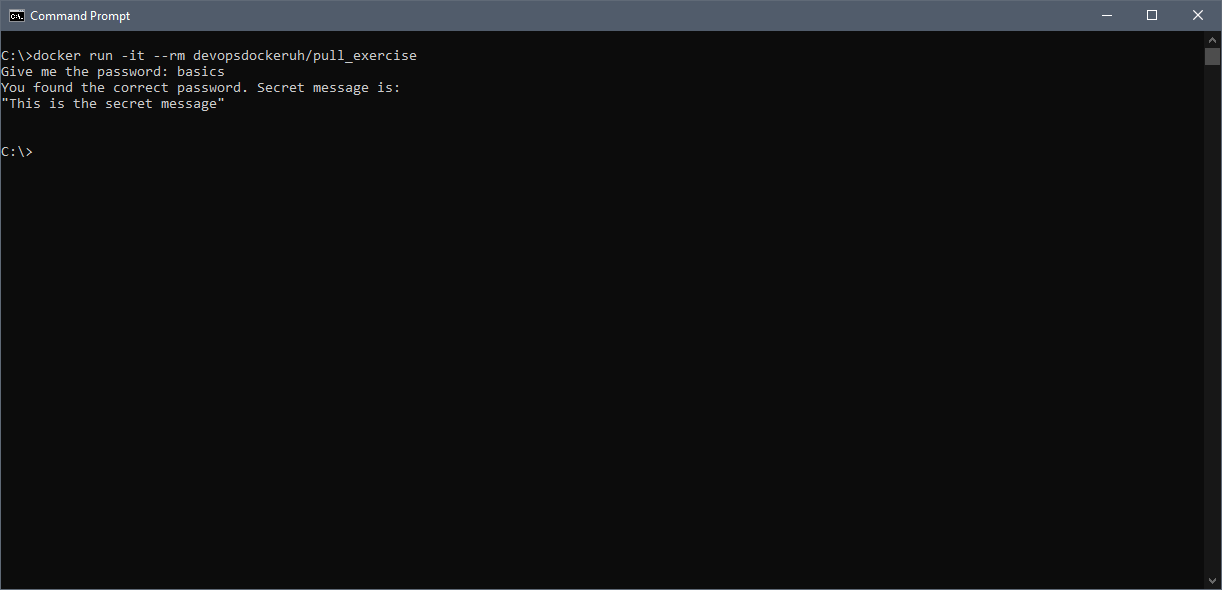 Command Prompt
C:\>docker run -it --rm devopsdockeruh/pull_exercise
Give me the password: basics
You found the correct password. Secret message is:
"This is the secret message"
C:\>